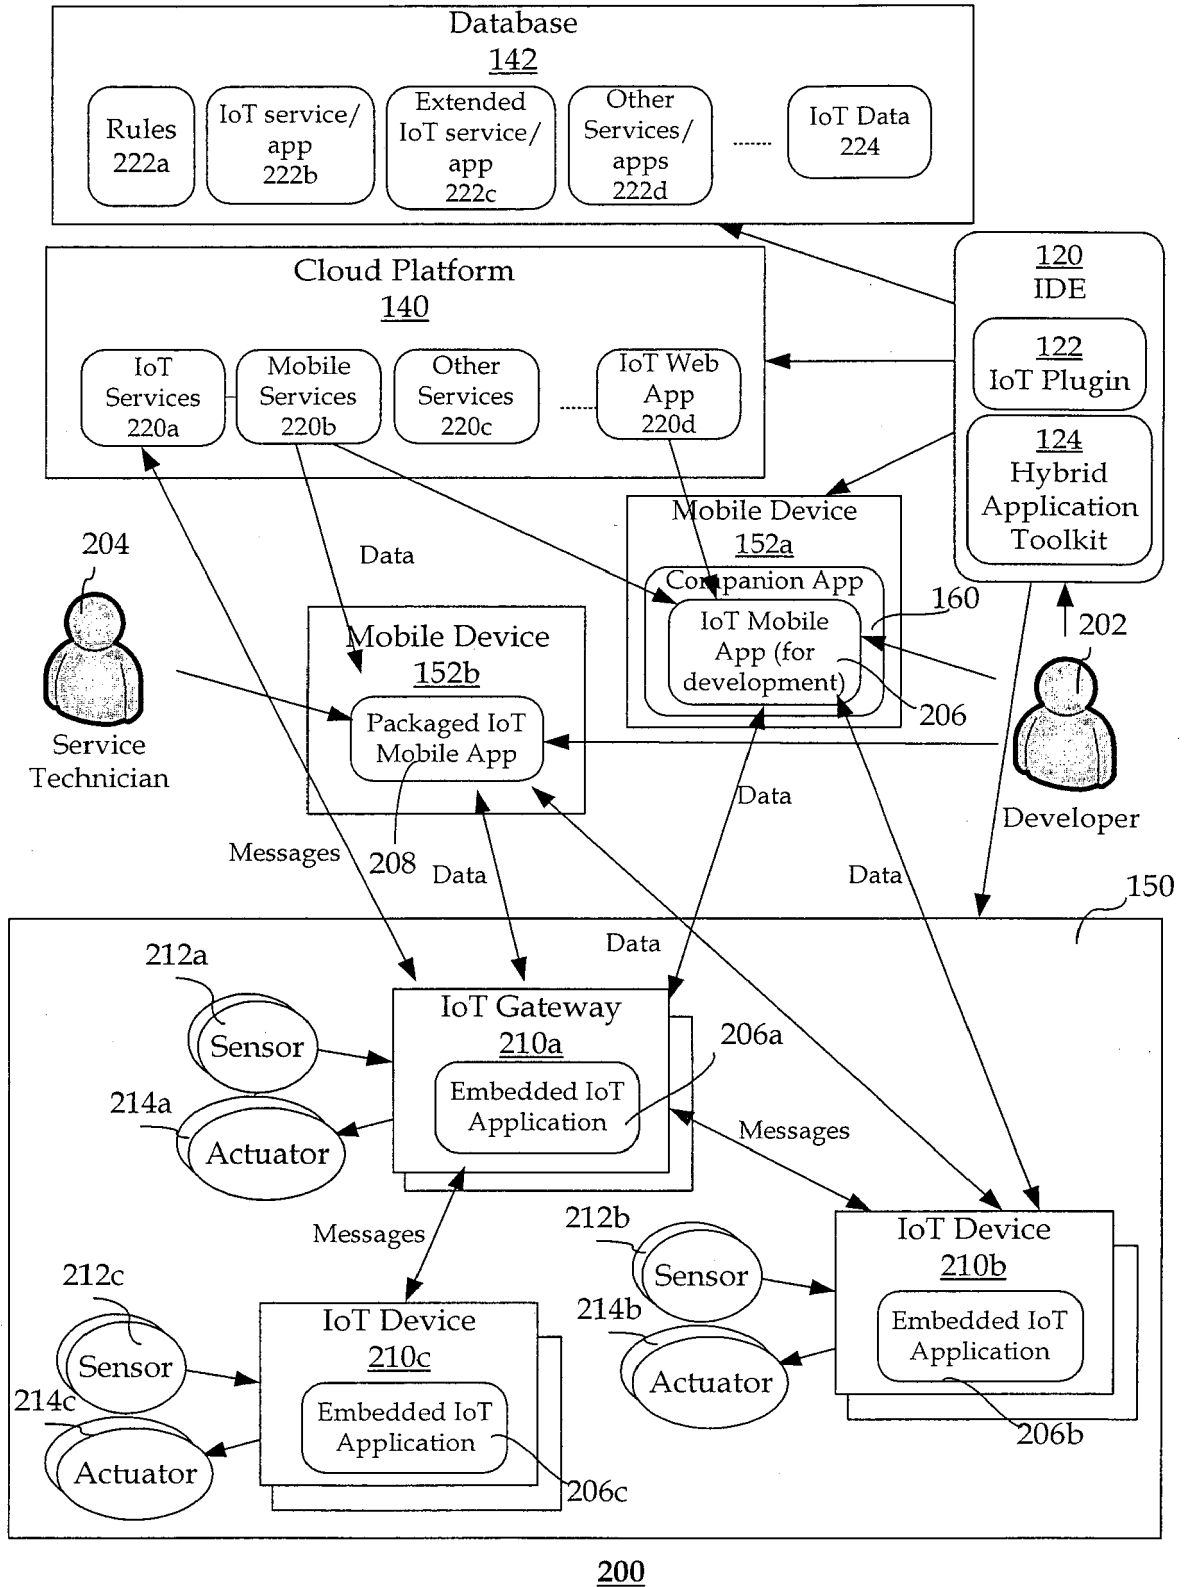 Database
142
Rules
222a
IoT service/
app
222b
Extended
IoT service/
app
222c
Other
Services/
apps
222d
........
IoT Data
224
Cloud Platform
140
IoT
Services
220a
Mobile
Services
220b
Other
Services
220c
........
IoT Web
App
220d
120
IDE
122
IoT Plugin
124
Hybrid
Application
Toolkit
204
Service
Technician
Data
Mobile Device
152b
Packaged IoT
Mobile App
208
Mobile Device
152a
Companion App
IoT Mobile
App (for
development)
160
206
202
Developer
Messages
Data
Data
Data
Data
150
212a
Sensor
214a
Actuator
IoT Gateway
210a
Embedded IoT
Application
206a
Messages
Messages
212b
Sensor
214b
Actuator
IoT Device
210b
Embedded IoT
Application
206b
212c
Sensor
214c
Actuator
IoT Device
210c
Embedded IoT
Application
206c
200